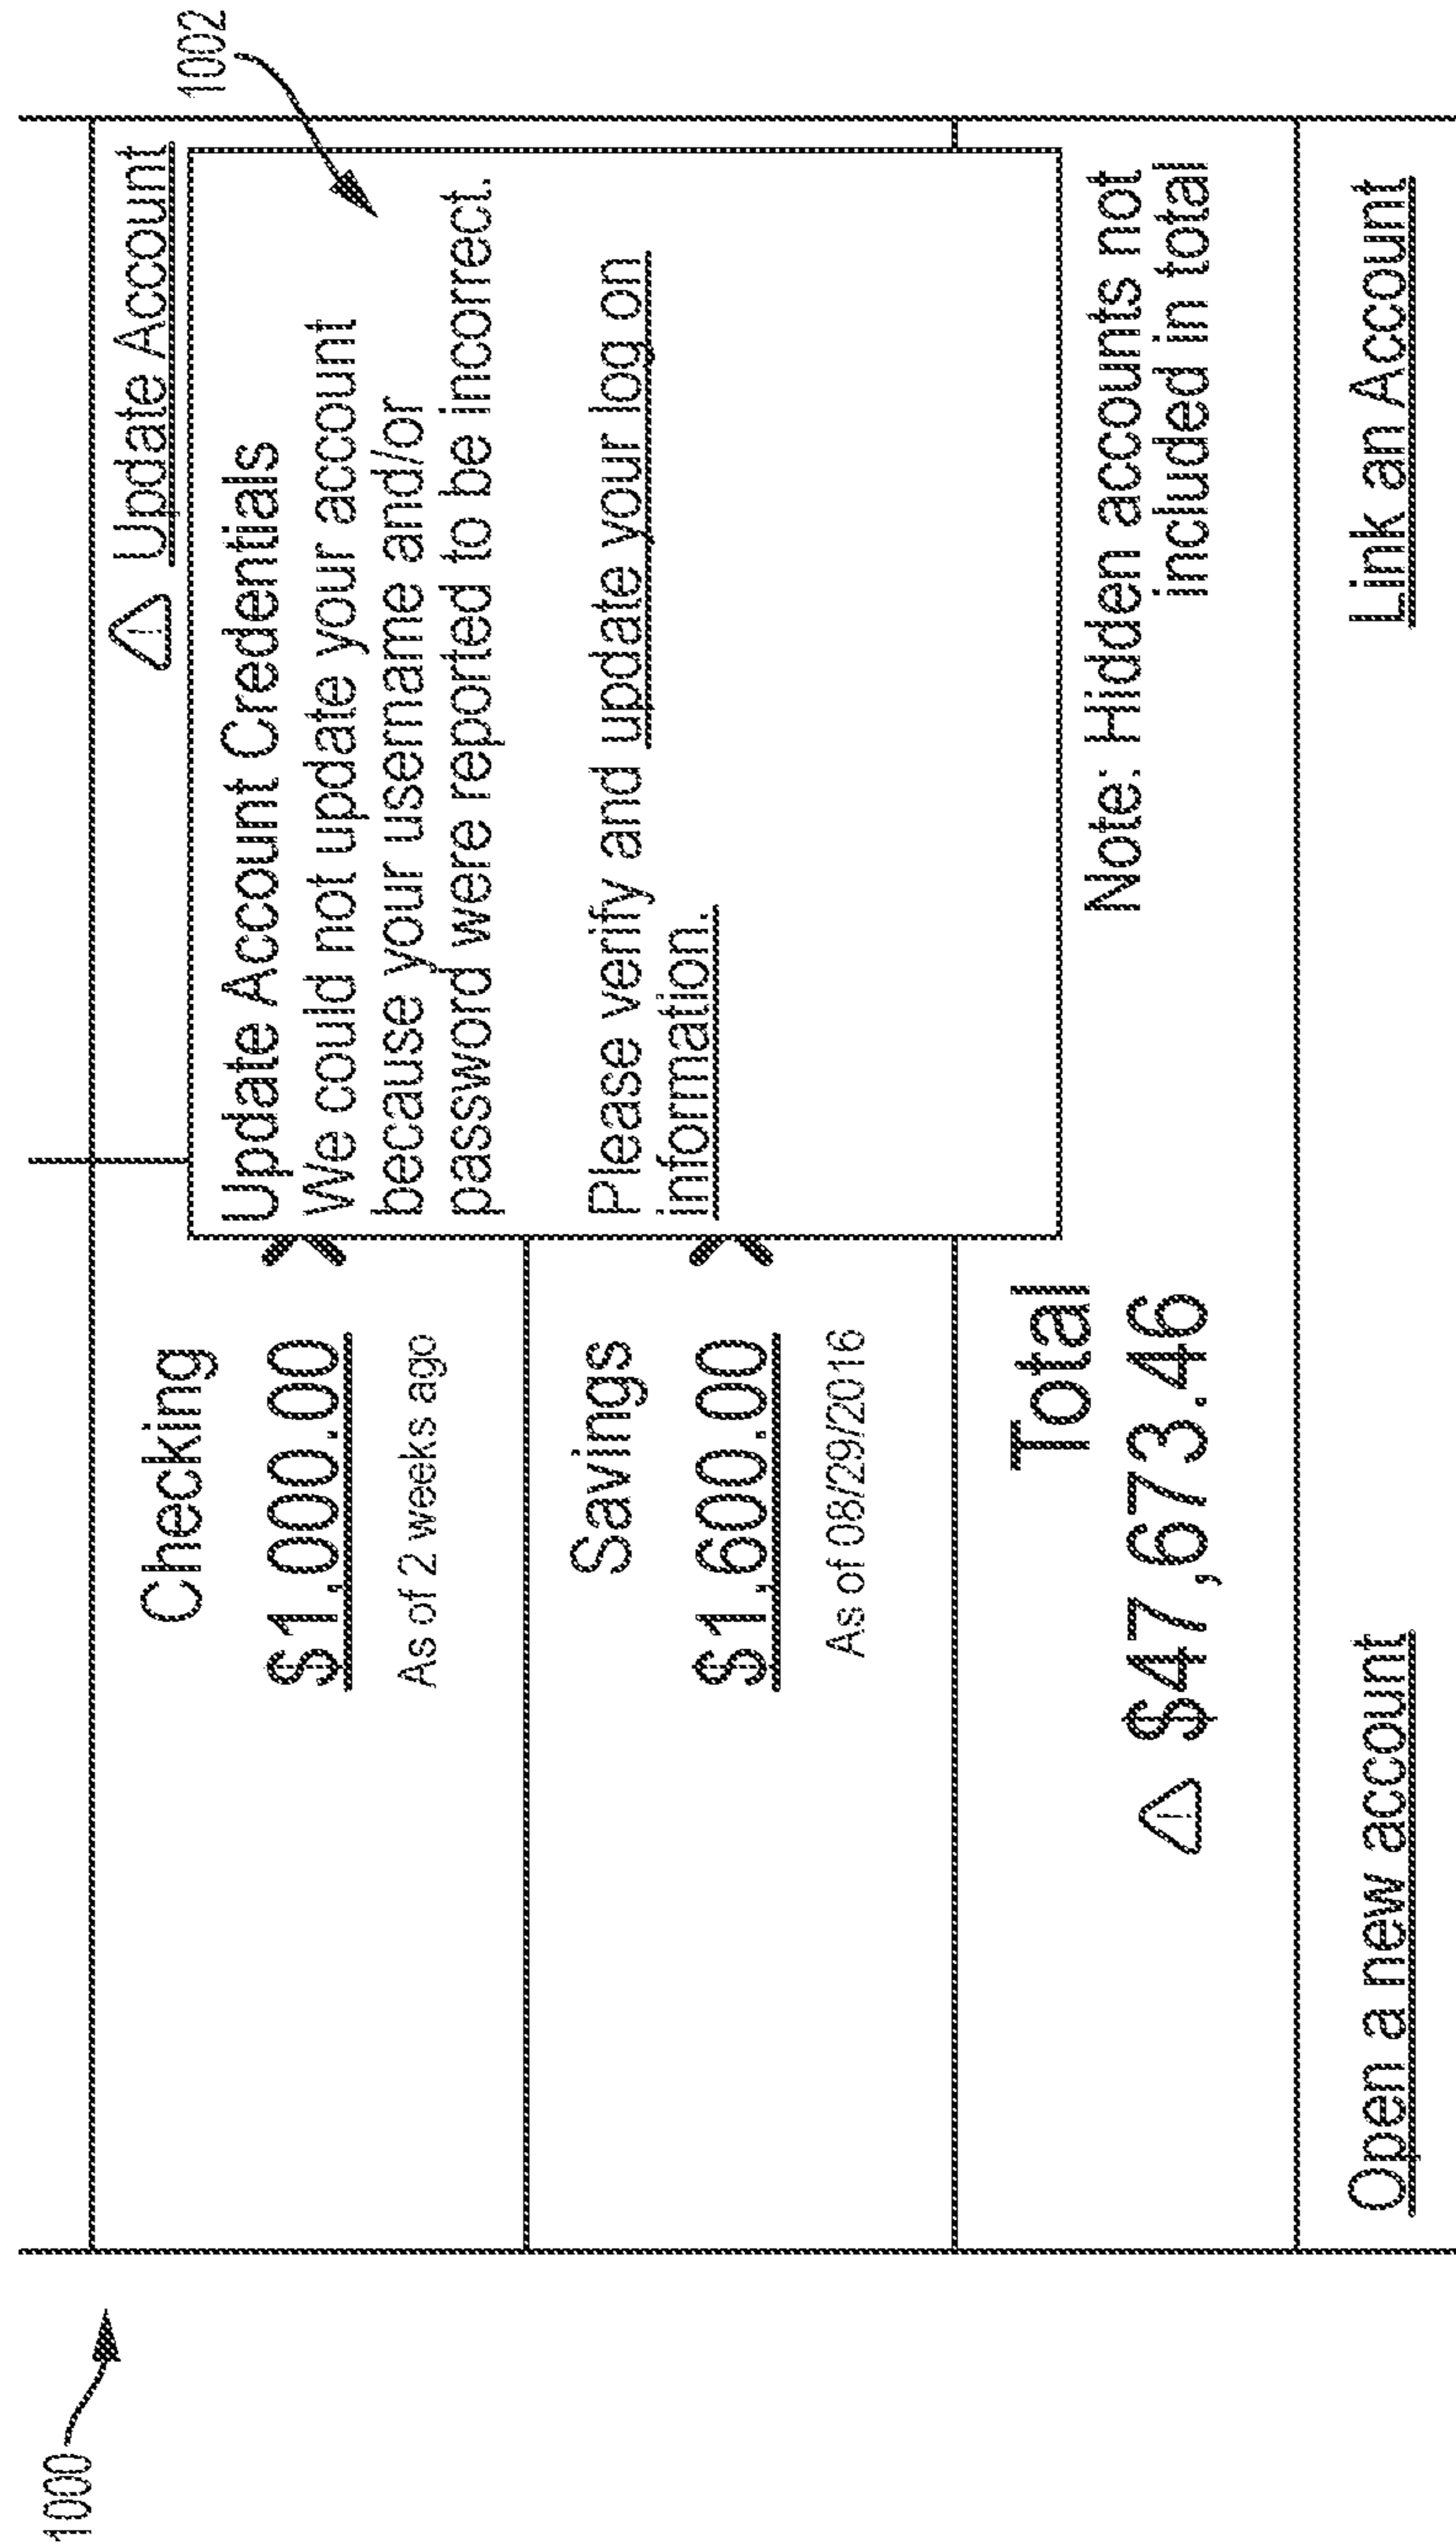 1000
1002
Update Account
Checking
$1,000.00
As of 2 weeks ago
Update Account Credentials
We could not update your account
because your username and/or
password were reported to be incorrect.
Please verify and update your log on
information.
Savings
$1,600.00
As of 08/29/2016
Total
$47,673.46
Note: Hidden accounts not
included in total
Open a new account
Link an Account